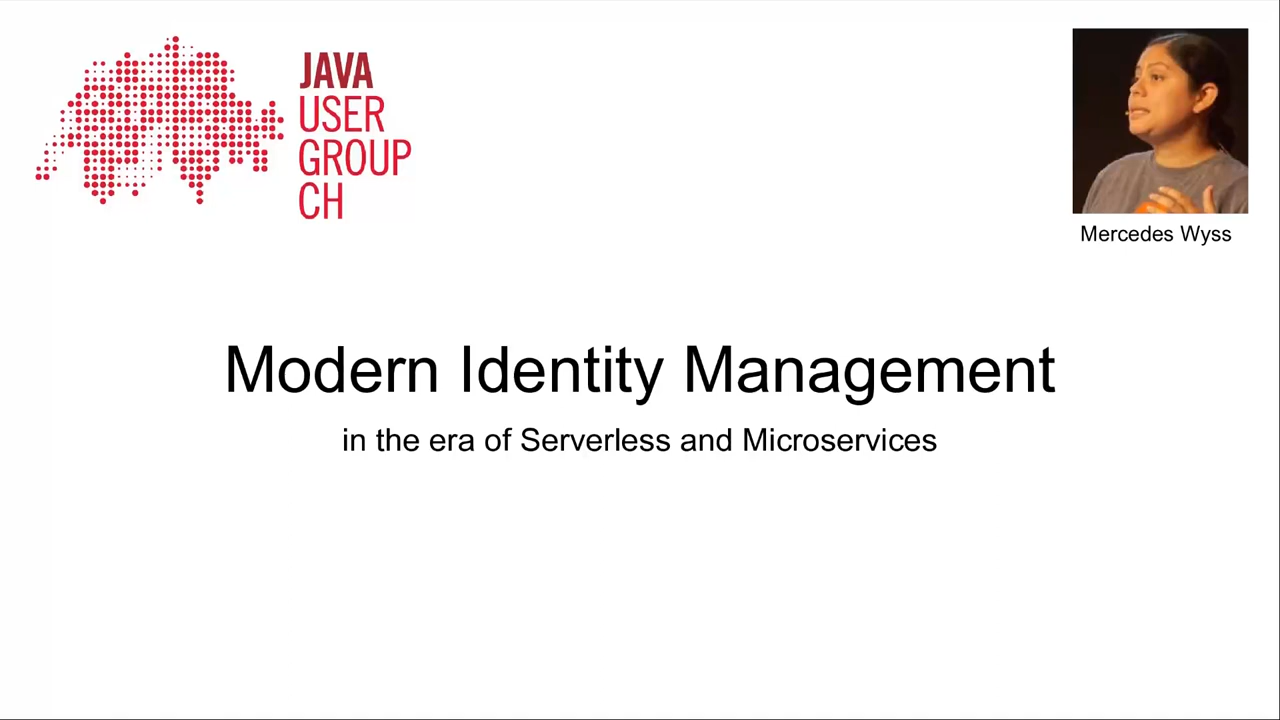 JAVA
USER
GROUP
CH
Mercedes Wyss
Modern Identity Management
in the era of Serverless and Microservices